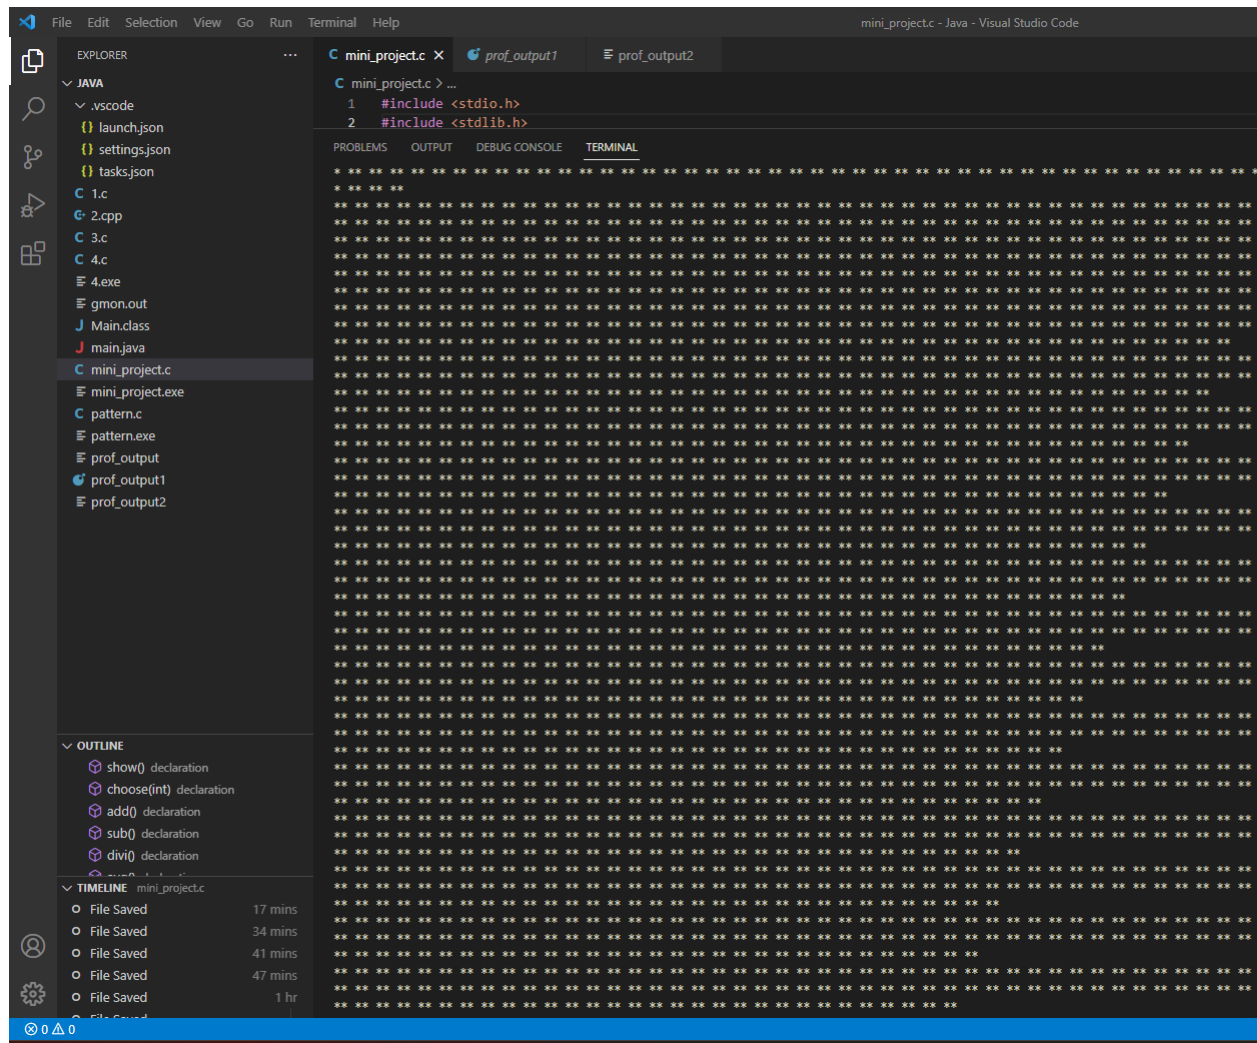 File Edit Selection View Go Run Terminal Help
mini_project.c - Java - Visual Studio Code
EXPLORER ···
JAVA
.vscode
{} launch.json
{} settings.json
{} tasks.json
C 1.c
C+ 2.cpp
C 3.c
C 4.c
4.exe
gmon.out
J Main.class
J main.java
C mini_project.c
mini_project.exe
C pattern.c
pattern.exe
prof_output
prof_output1
prof_output2
OUTLINE
show() declaration
choose(int) declaration
add() declaration
sub() declaration
divi() declaration
TIMELINE mini_project.c
File Saved 17 mins
File Saved 34 mins
File Saved 41 mins
File Saved 47 mins
File Saved 1 hr
C mini_project.c × prof_output1 prof_output2
C mini_project.c > ...
1 #include <stdio.h>
2 #include <stdlib.h>
PROBLEMS OUTPUT DEBUG CONSOLE TERMINAL
* ** ** **
0 0